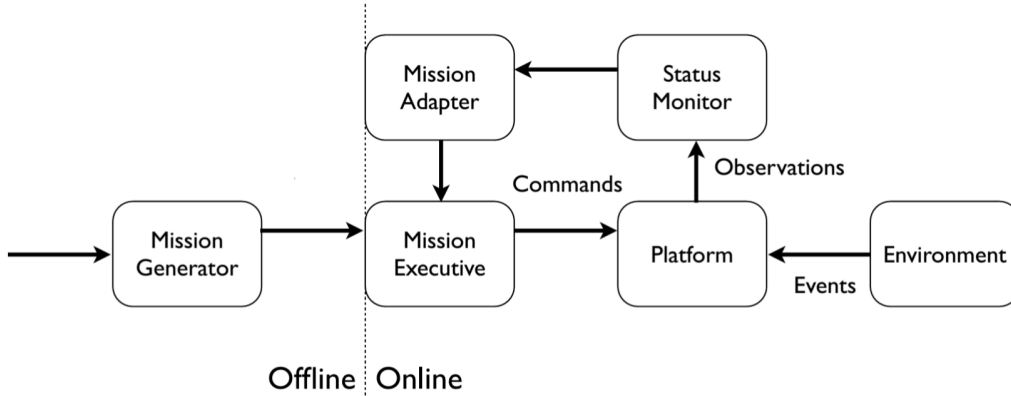 Mission
Adapter
Status
Monitor
Observations
Commands
Mission
Generator
Mission
Executive
Platform
Environment
Events
Offline
Online